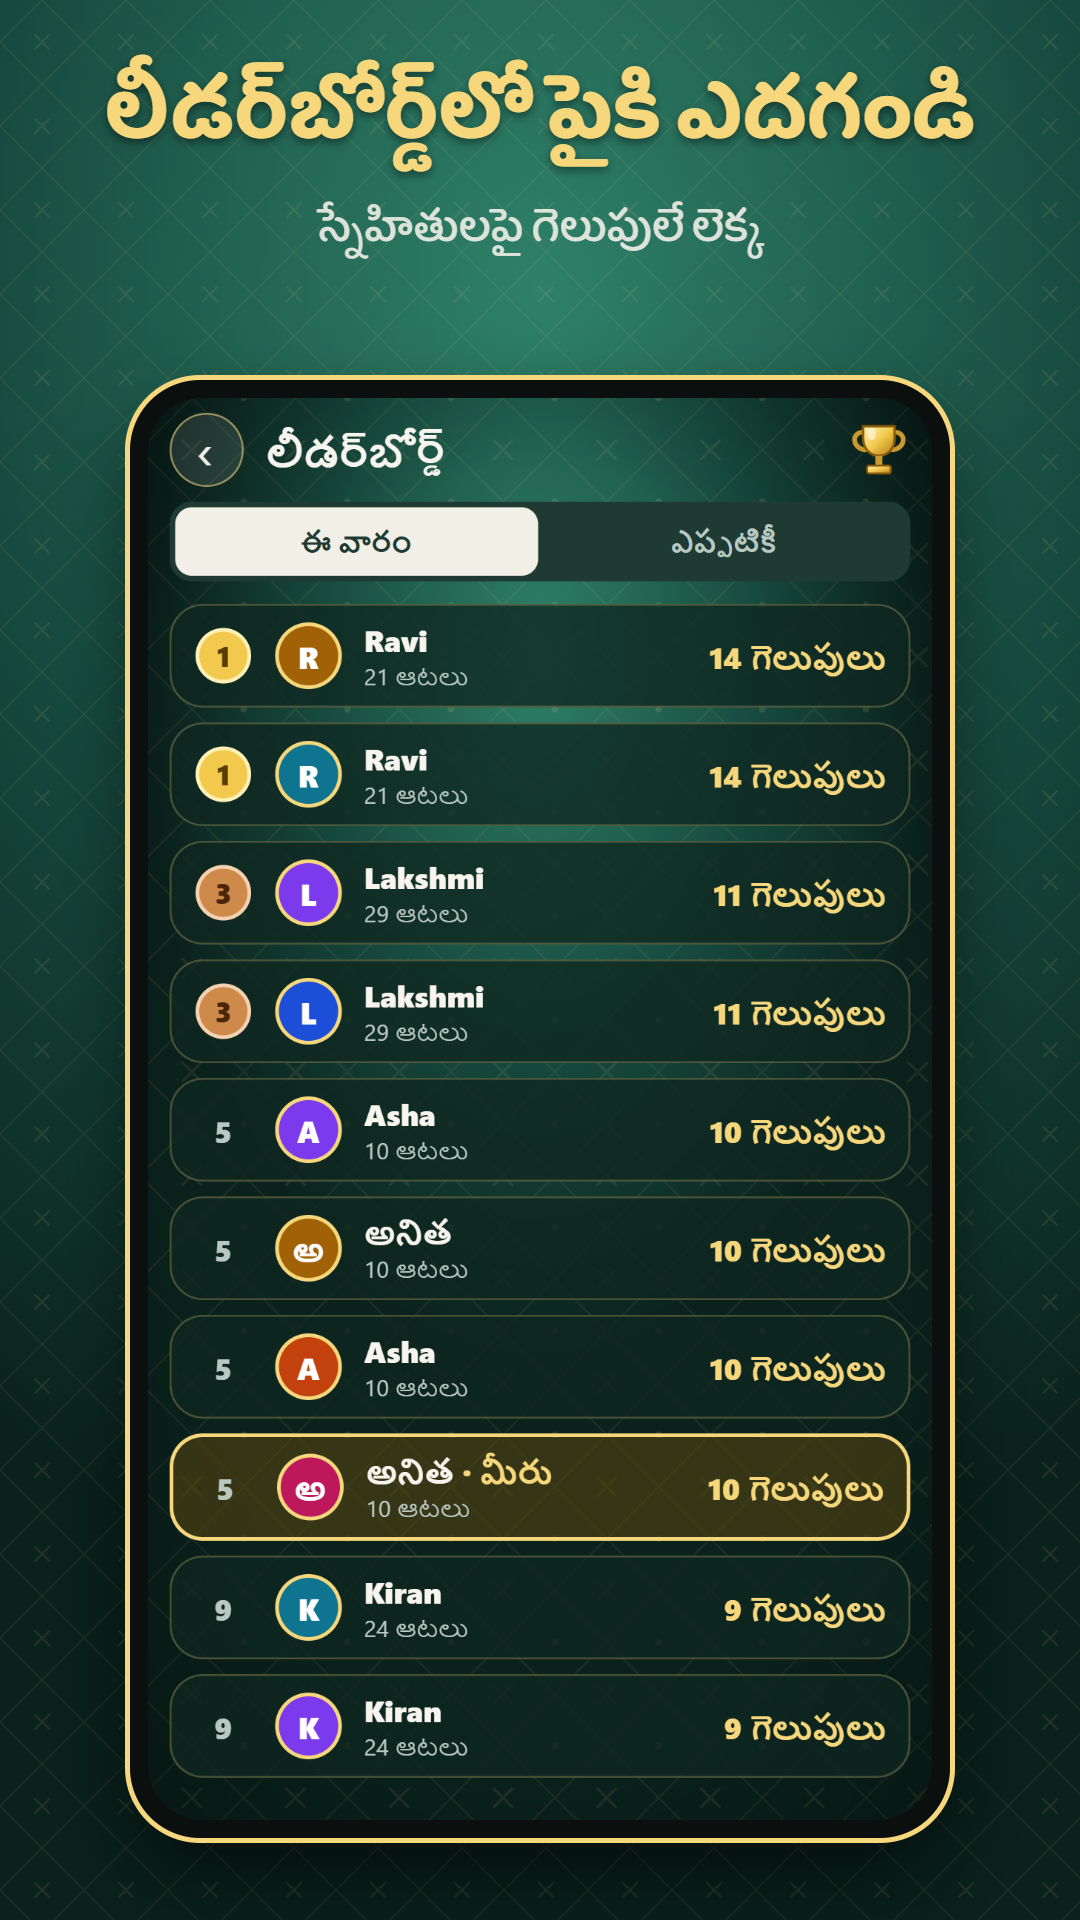 లీడర్‌బోర్డ్‌లో పైకి ఎదగండి
స్నేహితులపై గెలుపులే లెక్క
‹ లీడర్‌బోర్డ్
ఈ వారం ఎప్పటికీ
1 R Ravi 14 గెలుపులు
21 ఆటలు
1 R Ravi 14 గెలుపులు
21 ఆటలు
3 L Lakshmi 11 గెలుపులు
29 ఆటలు
3 L Lakshmi 11 గెలుపులు
29 ఆటలు
5 A Asha 10 గెలుపులు
10 ఆటలు
5 అ అనిత 10 గెలుపులు
10 ఆటలు
5 A Asha 10 గెలుపులు
10 ఆటలు
5 అ అనిత · మీరు 10 గెలుపులు
10 ఆటలు
9 K Kiran 9 గెలుపులు
24 ఆటలు
9 K Kiran 9 గెలుపులు
24 ఆటలు